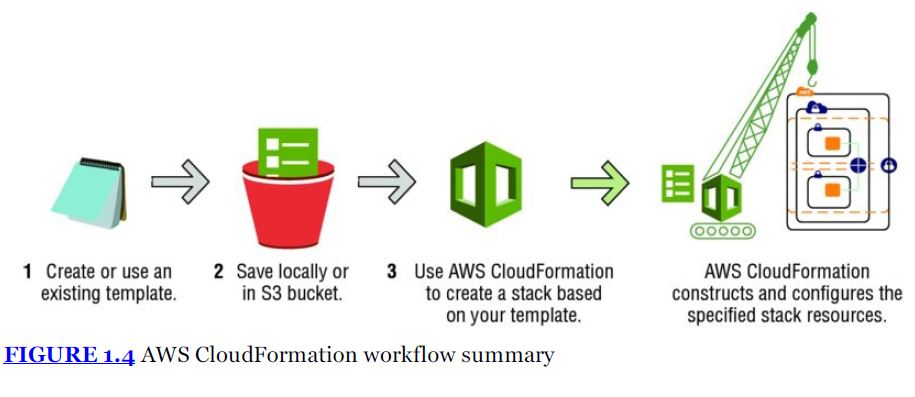 1 Create or use an
existing template.
2 Save locally or
in S3 bucket.
3 Use AWS CloudFormation
to create a stack based
on your template.
aws
AWS CloudFormation
constructs and configures the
specified stack resources.
FIGURE 1.4 AWS CloudFormation workflow summary